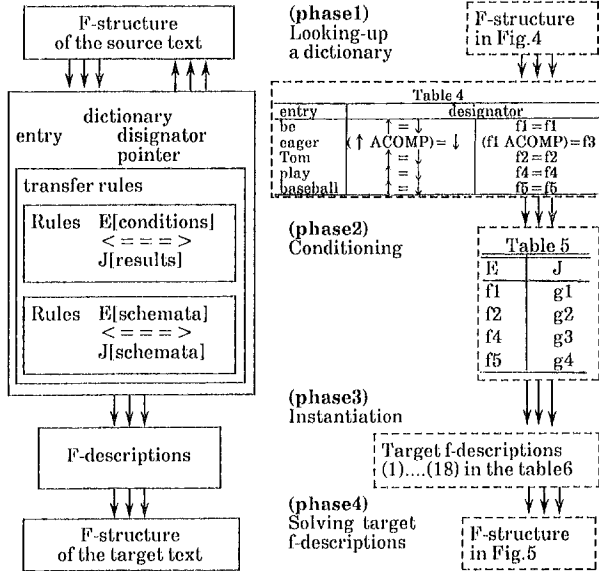 F-structure
of the source text
dictionary
entry disignator
pointer
transfer rules
Rules E[conditions]
< = = = >
J[results]
Rules E[schemata]
< = = = >
J[schemata]
F-descriptions
F-structure
of the target text
(phase1)
Looking-up
a dictionary
F-structure
in Fig.4
Table 4
entry designator
be ↑ = ↓ f1=f1
eager (↑ ACOMP)= ↓ (f1 ACOMP)=f3
Tom ↑ = ↓ f2=f2
play ↑ = ↓ f4=f4
baseball ↑ = ↓ f5=f5
(phase2)
Conditioning
Table 5
E J
f1 g1
f2 g2
f4 g3
f5 g4
(phase3)
Instantiation
Target f-descriptions
(1)....(18) in the table6
(phase4)
Solving target
f-descriptions
F-structure
in Fig.5